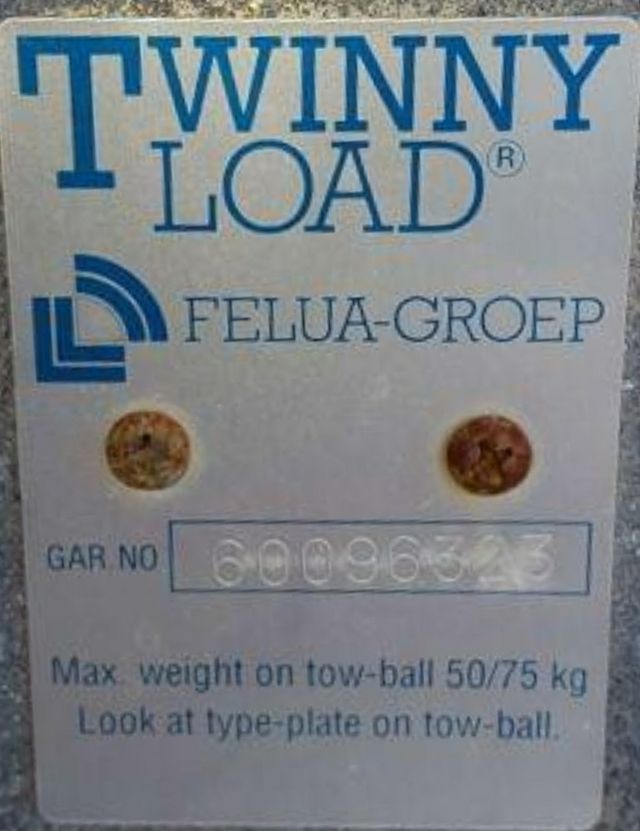 TWINNY
LOAD®
FELUA-GROEP
GAR NO 60096323
Max. weight on tow-ball 50/75 kg
Look at type-plate on tow-ball.